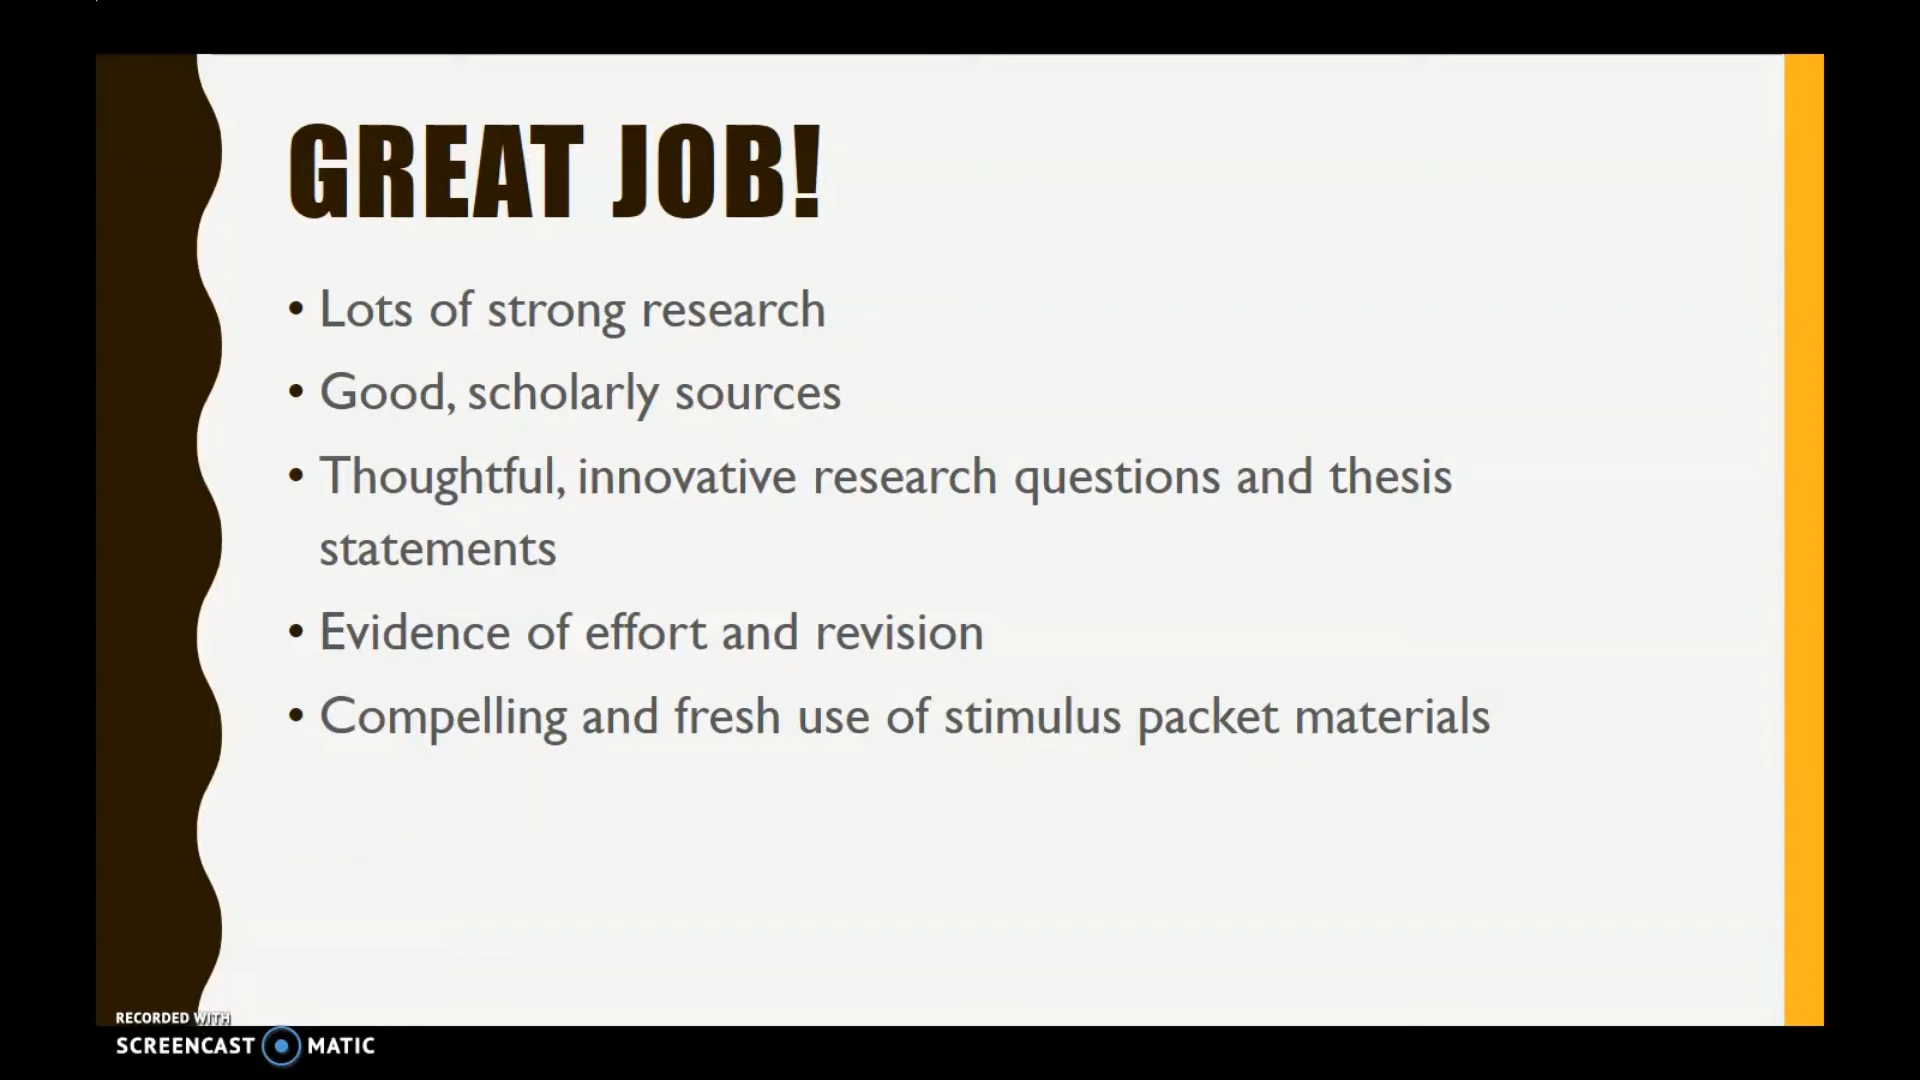 GREAT JOB!
• Lots of strong research
• Good, scholarly sources
• Thoughtful, innovative research questions and thesis
statements
• Evidence of effort and revision
• Compelling and fresh use of stimulus packet materials
RECORDED WITH
SCREENCAST MATIC